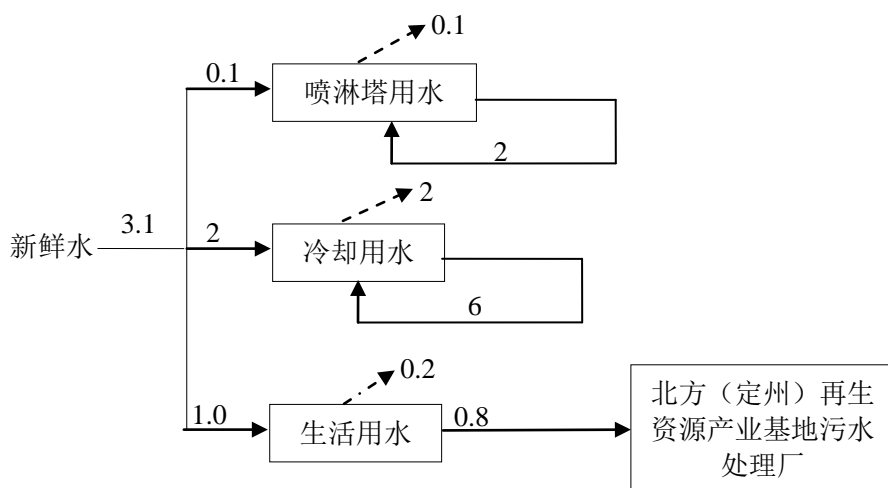 0.1
0.1
喷淋塔用水
2
2
新鲜水
3.1
2
冷却用水
6
0.2
1.0
生活用水
0.8
北方（定州）再生
资源产业基地污水
处理厂